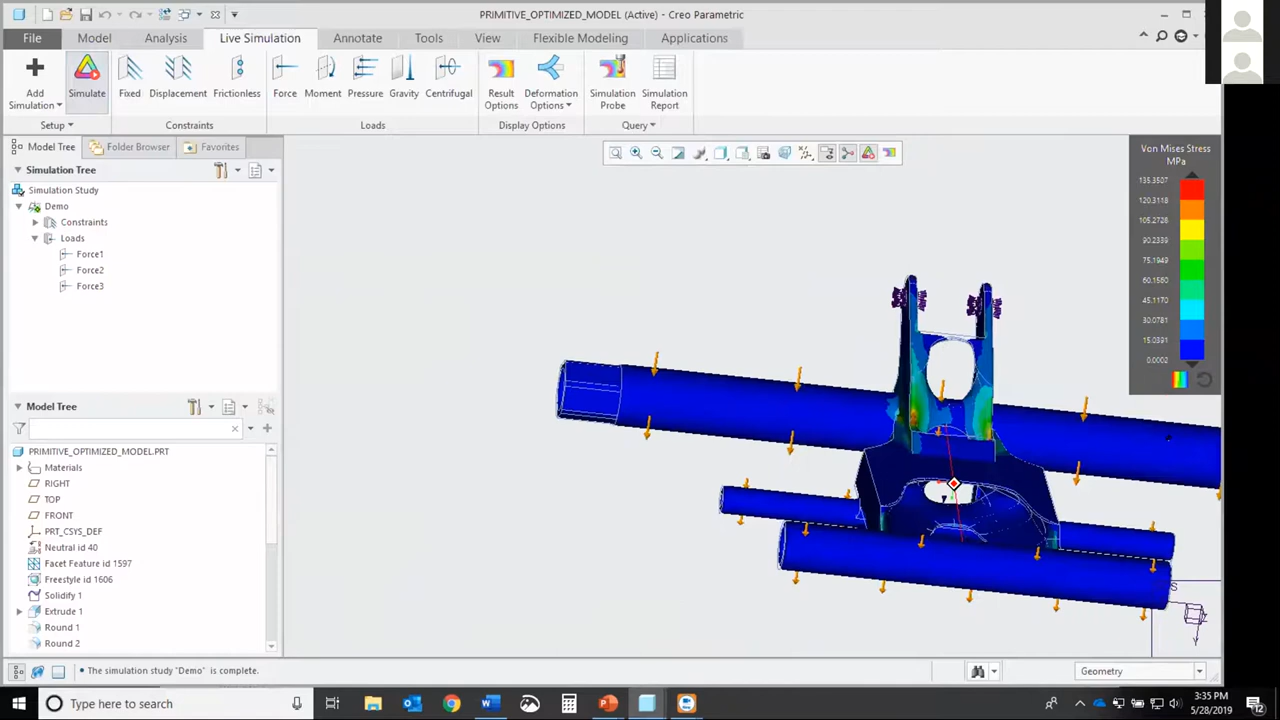 PRIMITIVE_OPTIMIZED_MODEL (Active) - Creo Parametric
File Model Analysis Live Simulation Annotate Tools View Flexible Modeling Applications
Add Simulation
Simulate
Fixed
Displacement
Frictionless
Force
Moment
Pressure
Gravity
Centrifugal
Result Options
Deformation Options
Simulation Probe
Simulation Report
Setup Constraints Loads Display Options Query
Model Tree Folder Browser Favorites
Simulation Tree
Simulation Study
Demo
Constraints
Loads
Force1
Force2
Force3
Von Mises Stress
MPa
135.3507
120.3118
105.2728
90.2339
75.1949
60.1560
45.1170
30.0781
15.0391
0.0002
Model Tree
PRIMITIVE_OPTIMIZED_MODEL.PRT
Materials
RIGHT
TOP
FRONT
PRT_CSYS_DEF
Neutral id 40
Facet Feature id 1597
Freestyle id 1606
Solidify 1
Extrude 1
Round 1
Round 2
• The simulation study "Demo" is complete.
Geometry
Type here to search
3:35 PM
5/28/2019
12